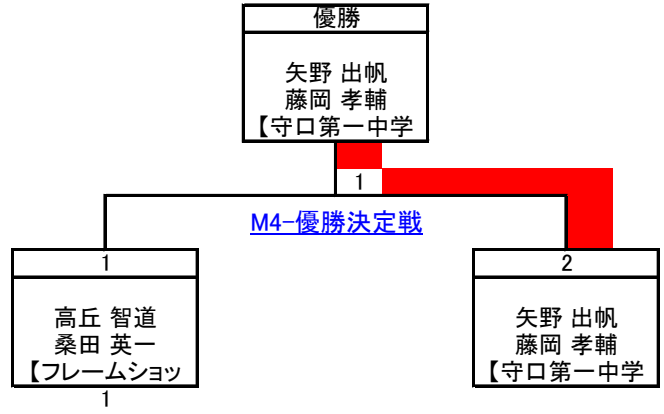 優勝
矢野 出帆
藤岡 孝輔
【守口第一中学
1
M4-優勝決定戦
1
高丘 智道
桑田 英一
【フレームショッ
1
2
矢野 出帆
藤岡 孝輔
【守口第一中学